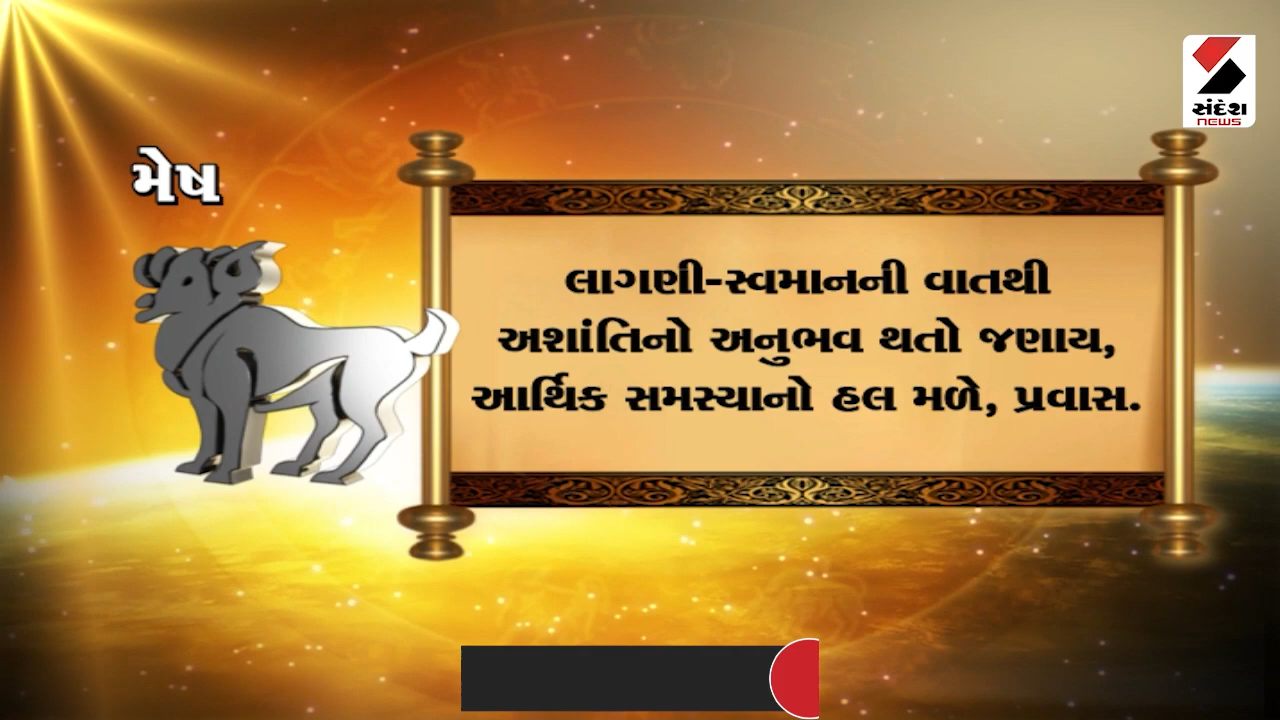 સંદેશ
NEWS
મેષ
લાગણી-સ્વમાનની વાતથી
અશાંતિનો અનુભવ થતો જણાય,
આર્થિક સમસ્યાનો હલ મળે, પ્રવાસ.